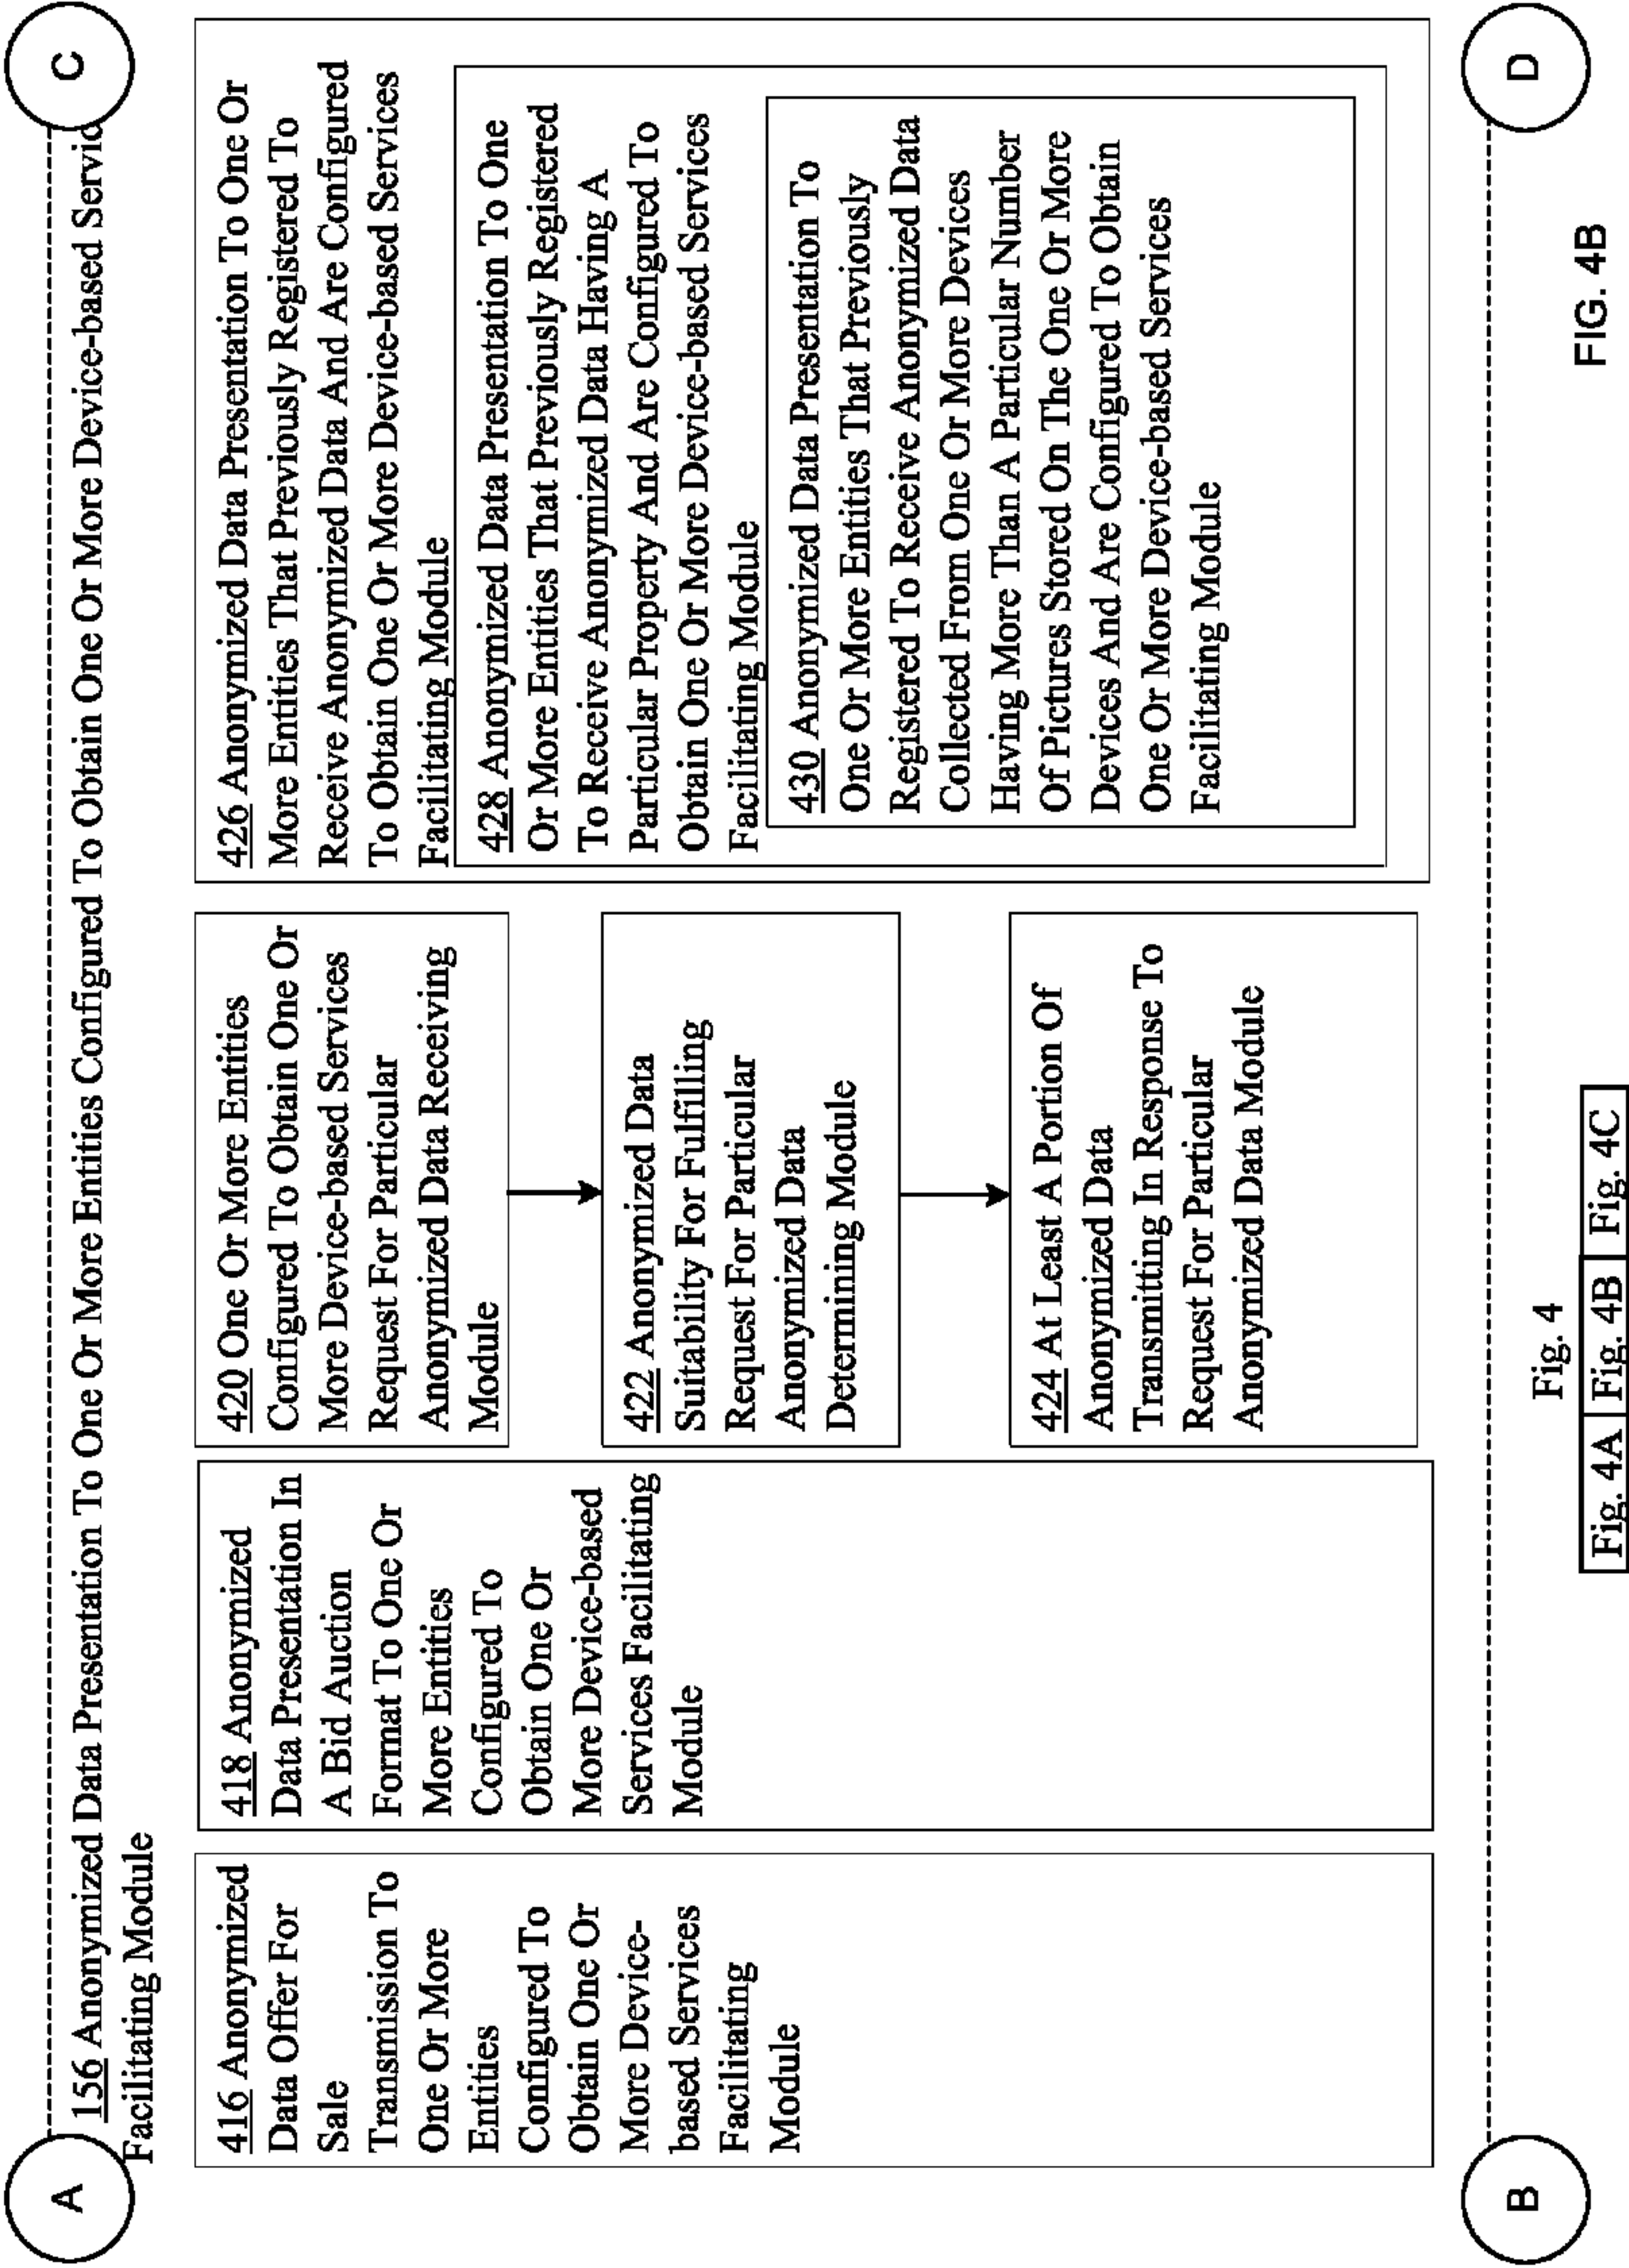 A
C
156 Anonymized Data Presentation To One Or More Entities Configured To Obtain One Or More Device-based Servic
Facilitating Module
416 Anonymized
Data Offer For
Sale
Transmission To
One Or More
Entities
Configured To
Obtain One Or
More Device-
based Services
Facilitating
Module
418 Anonymized
Data Presentation In
A Bid Auction
Format To One Or
More Entities
Configured To
Obtain One Or
More Device-based
Services Facilitating
Module
420 One Or More Entities
Configured To Obtain One Or
More Device-based Services
Request For Particular
Anonymized Data Receiving
Module
422 Anonymized Data
Suitability For Fulfilling
Request For Particular
Anonymized Data
Determining Module
424 At Least A Portion Of
Anonymized Data
Transmitting In Response To
Request For Particular
Anonymized Data Module
426 Anonymized Data Presentation To One Or
More Entities That Previously Registered To
Receive Anonymized Data And Are Configured
To Obtain One Or More Device-based Services
Facilitating Module
428 Anonymized Data Presentation To One
Or More Entities That Previously Registered
To Receive Anonymized Data Having A
Particular Property And Are Configured To
Obtain One Or More Device-based Services
Facilitating Module
430 Anonymized Data Presentation To
One Or More Entities That Previously
Registered To Receive Anonymized Data
Collected From One Or More Devices
Having More Than A Particular Number
Of Pictures Stored On The One Or More
Devices And Are Configured To Obtain
One Or More Device-based Services
Facilitating Module
B
D
Fig. 4
Fig. 4A Fig. 4B Fig. 4C
FIG. 4B